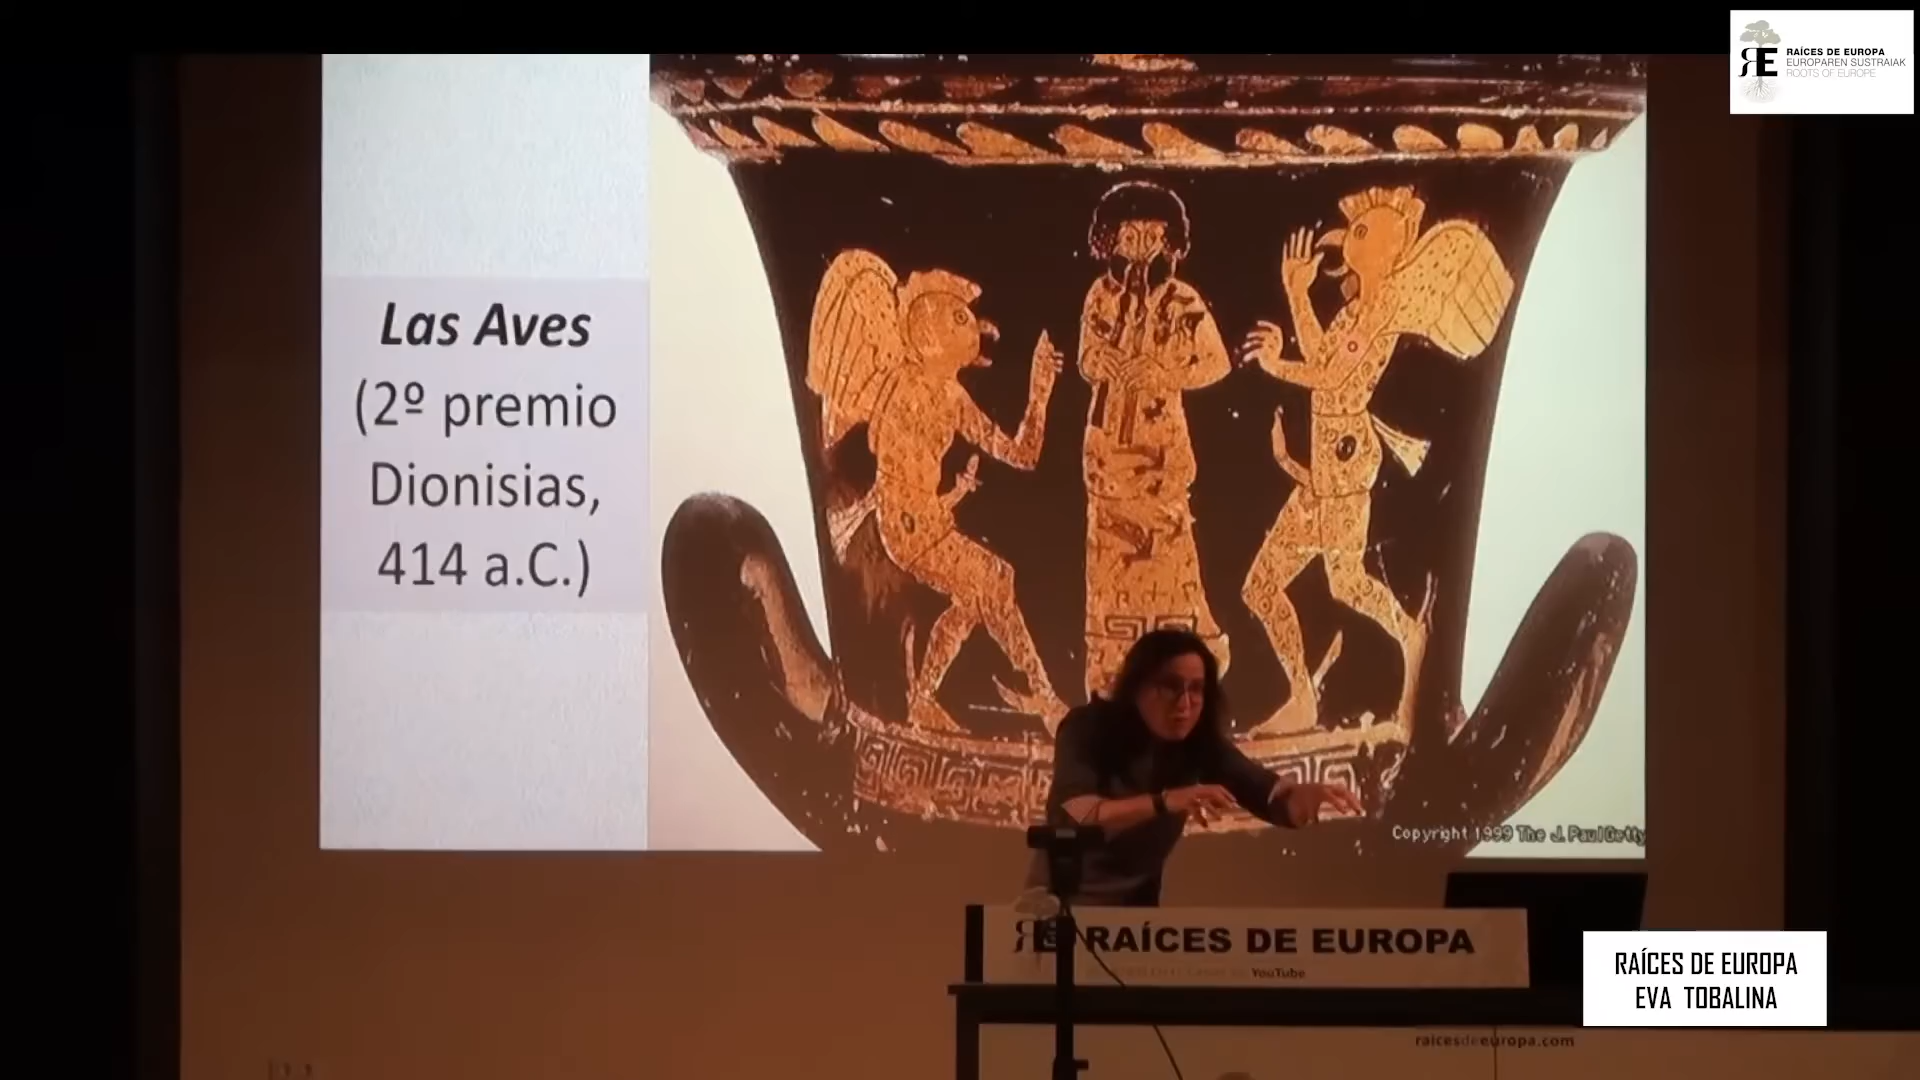 RAÍCES DE EUROPA
EUROPAREN SUSTRAIAK
ROOTS OF EUROPE
Las Aves
(2º premio
Dionisias,
414 a.C.)
Copyright 1999 The J. Paul Getty
RE RAÍCES DE EUROPA
YouTube
RAÍCES DE EUROPA
EVA TOBALINA
raicesdeeuropa.com